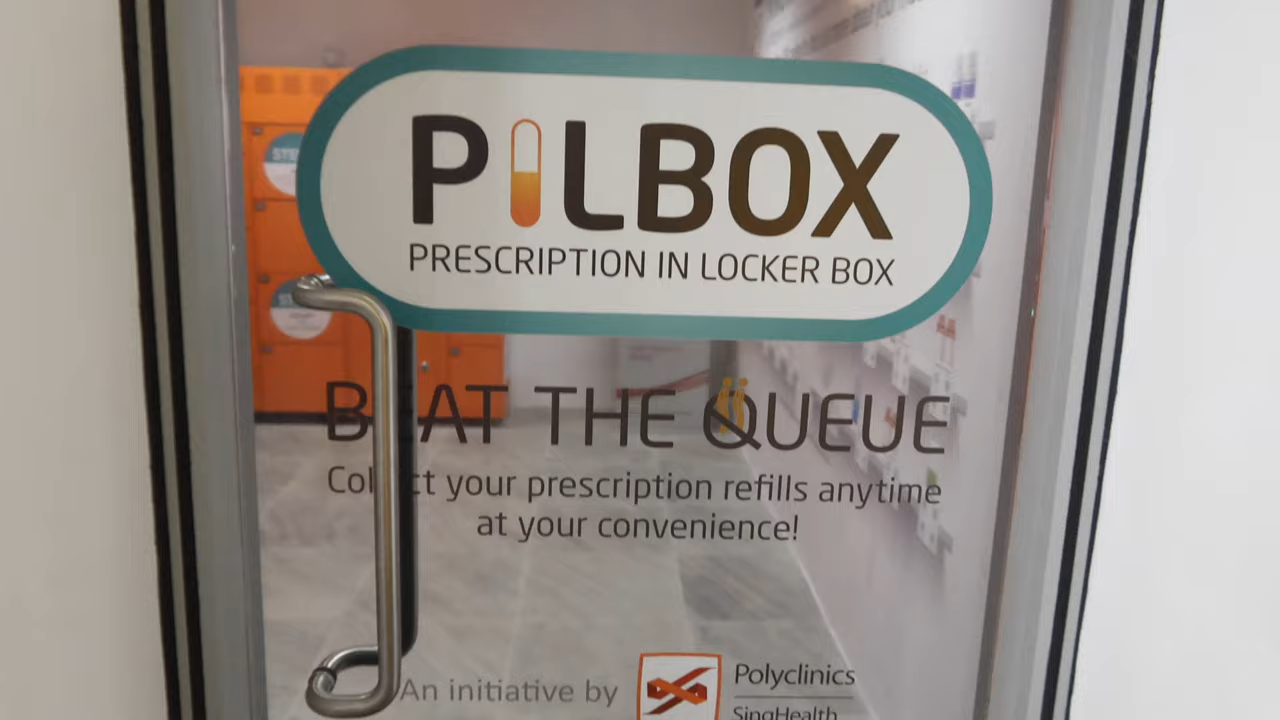 PILBOX
PRESCRIPTION IN LOCKER BOX
BEAT THE QUEUE
Collect your prescription refills anytime
at your convenience!
An initiative by
Polyclinics
SingHealth